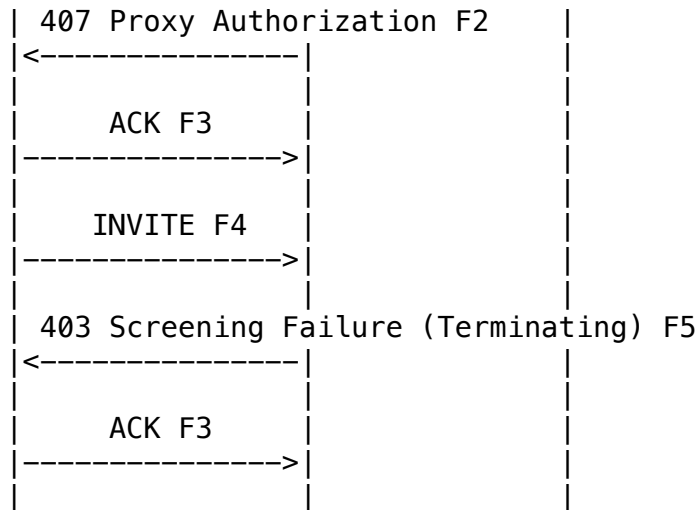 | 407 Proxy Authorization F2    |
|<---------------|              |
|                |              |
|     ACK F3     |              |
|--------------->|              |
|                |              |
|    INVITE F4   |              |
|--------------->|              |
|                |              |
| 403 Screening Failure (Terminating) F5
|<---------------|              |
|                |              |
|     ACK F3     |              |
|--------------->|              |
|                |              |